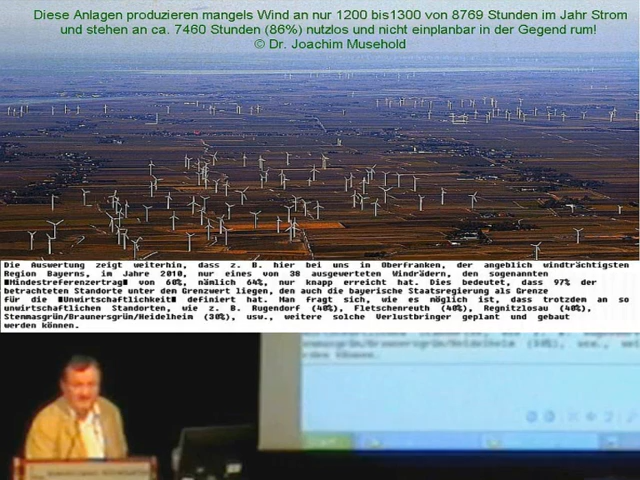 Diese Anlagen produzieren mangels Wind an nur 1200 bis1300 von 8769 Stunden im Jahr Strom
und stehen an ca. 7460 Stunden (86%) nutzlos und nicht einplanbar in der Gegend rum!
© Dr. Joachim Musehold
Die Auswertung zeigt weiterhin, dass z. B. hier bei uns in Oberfranken, der angeblich windträchtigsten
Region Bayerns, im Jahre 2010, nur eines von 38 ausgewerteten Windrädern, den sogenannten
■Mindestreferenzertrag■ von 60%, nämlich 64%, nur knapp erreicht hat. Dies bedeutet, dass 97% der
betrachteten Standorte unter dem Grenzwert liegen, den auch die bayerische Staatsregierung als Grenze
für die ■Unwirtschaftlichkeit■ definiert hat. Man fragt sich, wie es möglich ist, dass trotzdem an so
unwirtschaftlichen Standorten, wie z. B. Rugendorf (48%), Fletschenreuth (40%), Regnitzlosau (40%),
Stenmasgrün/Braunersgrün/Heidelheim (30%), usw., weitere solche Verlustbringer geplant und gebaut
werden können.